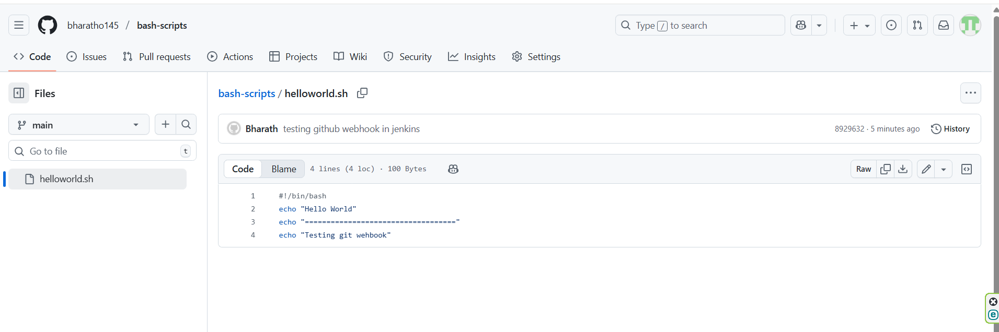 bharatho145 / bash-scripts
Type / to search
Code Issues Pull requests Actions Projects Wiki Security Insights Settings
Files
main
Go to file t
helloworld.sh
bash-scripts / helloworld.sh
Bharath testing github webhook in jenkins 8929632 · 5 minutes ago History
Code Blame 4 lines (4 loc) · 100 Bytes Raw
1 #!/bin/bash
2 echo "Hello World"
3 echo "==================================="
4 echo "Testing git wehbook"